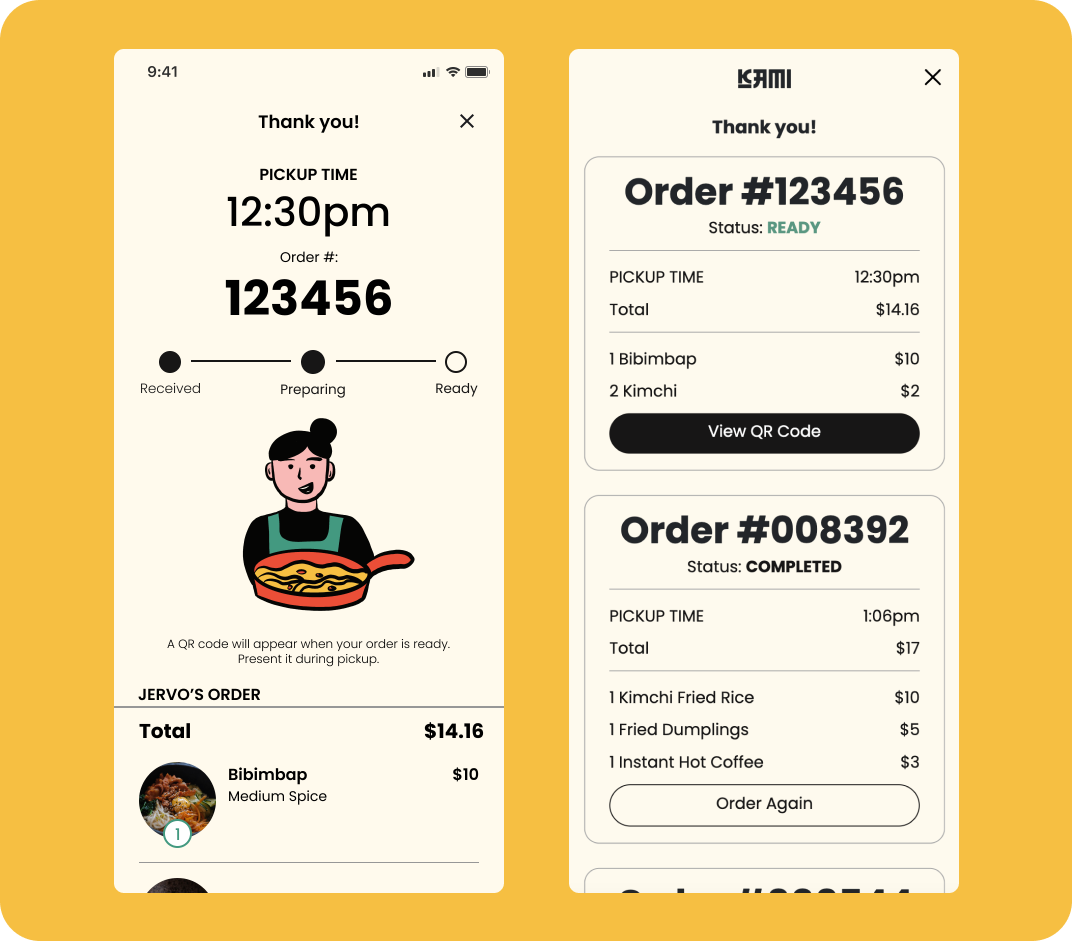 9:41
Thank you!
PICKUP TIME
12:30pm
Order #:
123456
Received Preparing Ready
A QR code will appear when your order is ready.
Present it during pickup.
JERVO'S ORDER
Total $14.16
Bibimbap $10
Medium Spice
1
KAMI
Thank you!
Order #123456
Status: READY
PICKUP TIME 12:30pm
Total $14.16
1 Bibimbap $10
2 Kimchi $2
View QR Code
Order #008392
Status: COMPLETED
PICKUP TIME 1:06pm
Total $17
1 Kimchi Fried Rice $10
1 Fried Dumplings $5
1 Instant Hot Coffee $3
Order Again